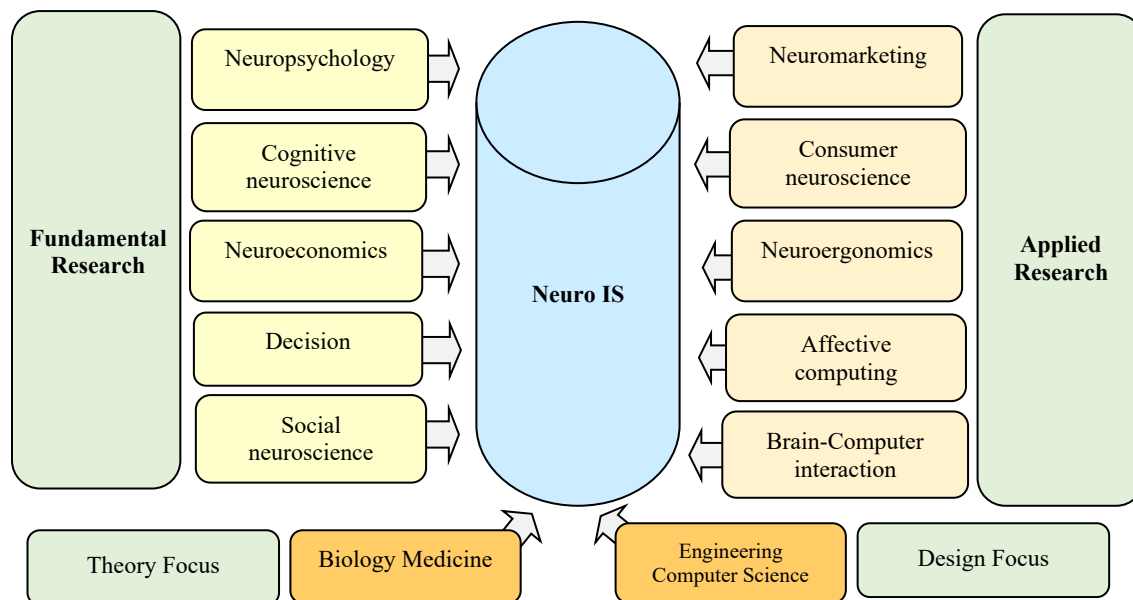 Fundamental
Research
Neuropsychology
Cognitive
neuroscience
Neuroeconomics
Decision
Social
neuroscience
Neuro IS
Neuromarketing
Consumer
neuroscience
Neuroergonomics
Affective
computing
Brain-Computer
interaction
Applied
Research
Theory Focus
Biology Medicine
Engineering
Computer Science
Design Focus